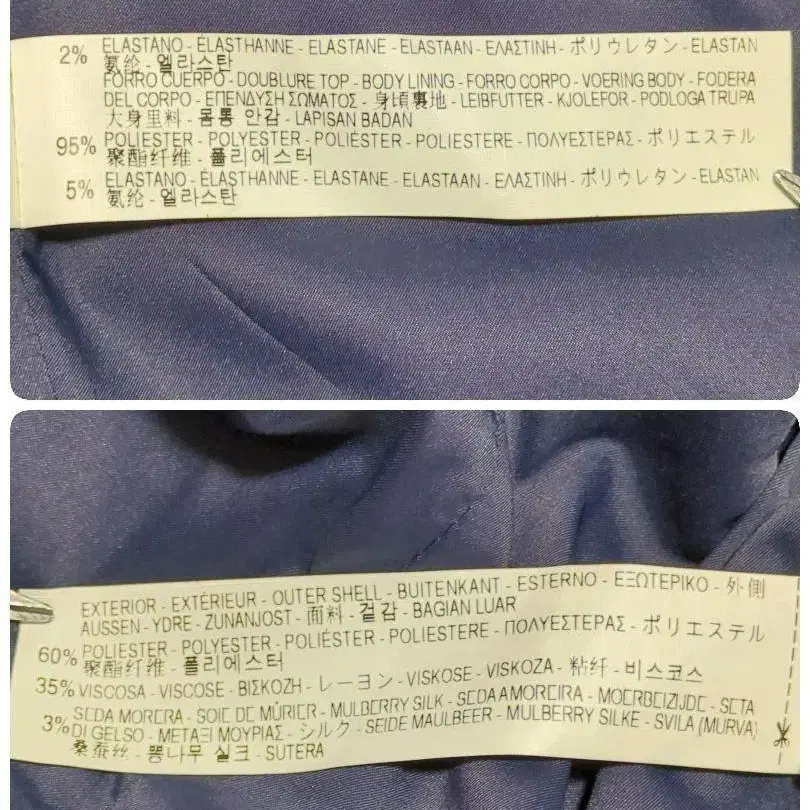 2% ELASTANO - ÉLASTHANNE - ELASTANE - ELASTAAN - ΕΛΑΣΤΙΝΗ - ポリウレタン - ELASTAN
氨纶 - 엘라스탄
FORRO CUERPO - DOUBLURE TOP - BODY LINING - FORRO CORPO - VOERING BODY - FODERA
DEL CORPO - ΕΠΕΝΔΥΣΗ ΣΩΜΑΤΟΣ - 身頃裏地 - LEIBFUTTER - KJOLEFOR - PODLOGA TRUPA
大身里料 - 몸통 안감 - LAPISAN BADAN
95% POLIESTER - POLYESTER - POLIÉSTER - POLIESTERE - ΠΟΛΥΕΣΤΕΡΑΣ - ポリエステル
聚酯纤维 - 폴리에스터
5% ELASTANO - ÉLASTHANNE - ELASTANE - ELASTAAN - ΕΛΑΣΤΙΝΗ - ポリウレタン - ELASTAN
氨纶 - 엘라스탄
EXTERIOR - EXTÉRIEUR - OUTER SHELL - BUITENKANT - ESTERNO - ΕΞΩΤΕΡΙΚΟ - 外側
AUSSEN - YDRE - ZUNANJOST - 面料 - 겉감 - BAGIAN LUAR
60% POLIESTER - POLYESTER - POLIÉSTER - POLIESTERE - ΠΟΛΥΕΣΤΕΡΑΣ - ポリエステル
聚酯纤维 - 폴리에스터
35% VISCOSA - VISCOSE - ΒΙΣΚΟΖΗ - レーヨン - VISKOSE - VISKOZA - 粘纤 - 비스코스
3% SEDA MORERA - SOIE DE MÛRIER - MULBERRY SILK - SEDA AMOREIRA - MOERBEIZIJDE - SETA
DI GELSO - ΜΕΤΑΞΙ ΜΟΥΡΙΑΣ - シルク - SEIDE MAULBEER - MULBERRY SILKE - SVILA (MURVA)
桑蚕丝 - 뽕나무 실크 - SUTERA